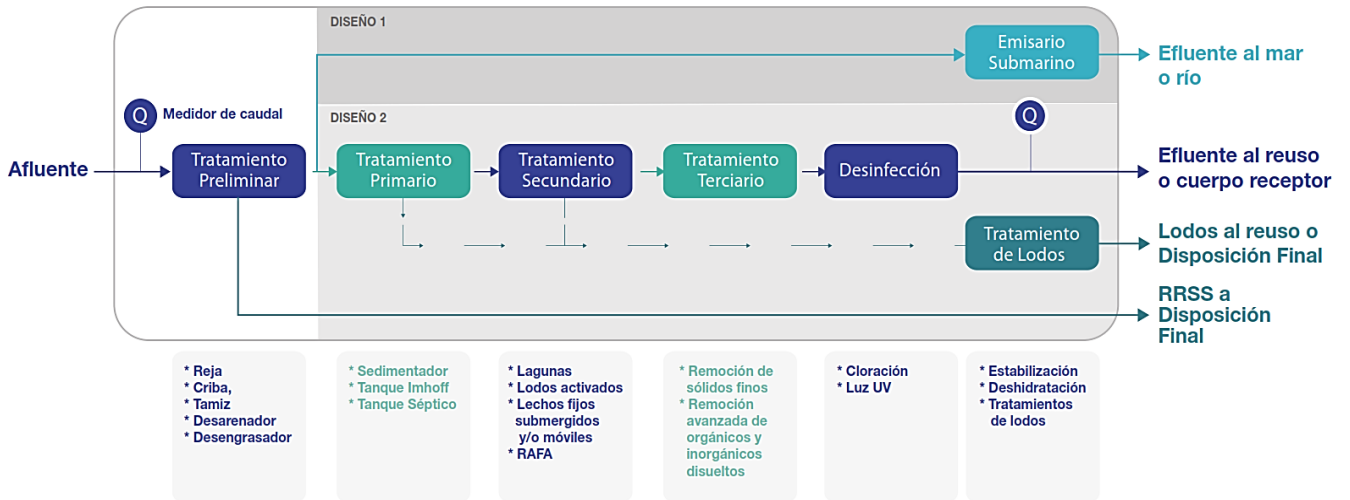 DISEÑO 1
Emisario
Submarino
Efluente al mar
o río
DISEÑO 2
Q
Medidor de caudal
Q
Afluente
Tratamiento
Preliminar
Tratamiento
Primario
Tratamiento
Secundario
Tratamiento
Terciario
Desinfección
Efluente al reuso
o cuerpo receptor
Tratamiento
de Lodos
Lodos al reuso o
Disposición Final
RRSS a
Disposición
Final
* Reja
* Criba,
* Tamiz
* Desarenador
* Desengrasador
* Sedimentador
* Tanque Imhoff
* Tanque Séptico
* Lagunas
* Lodos activados
* Lechos fijos
submergidos
y/o móviles
* RAFA
* Remoción de
sólidos finos
* Remoción
avanzada de
orgánicos y
inorgánicos
disueltos
* Cloración
* Luz UV
* Estabilización
* Deshidratación
* Tratamientos
de lodos